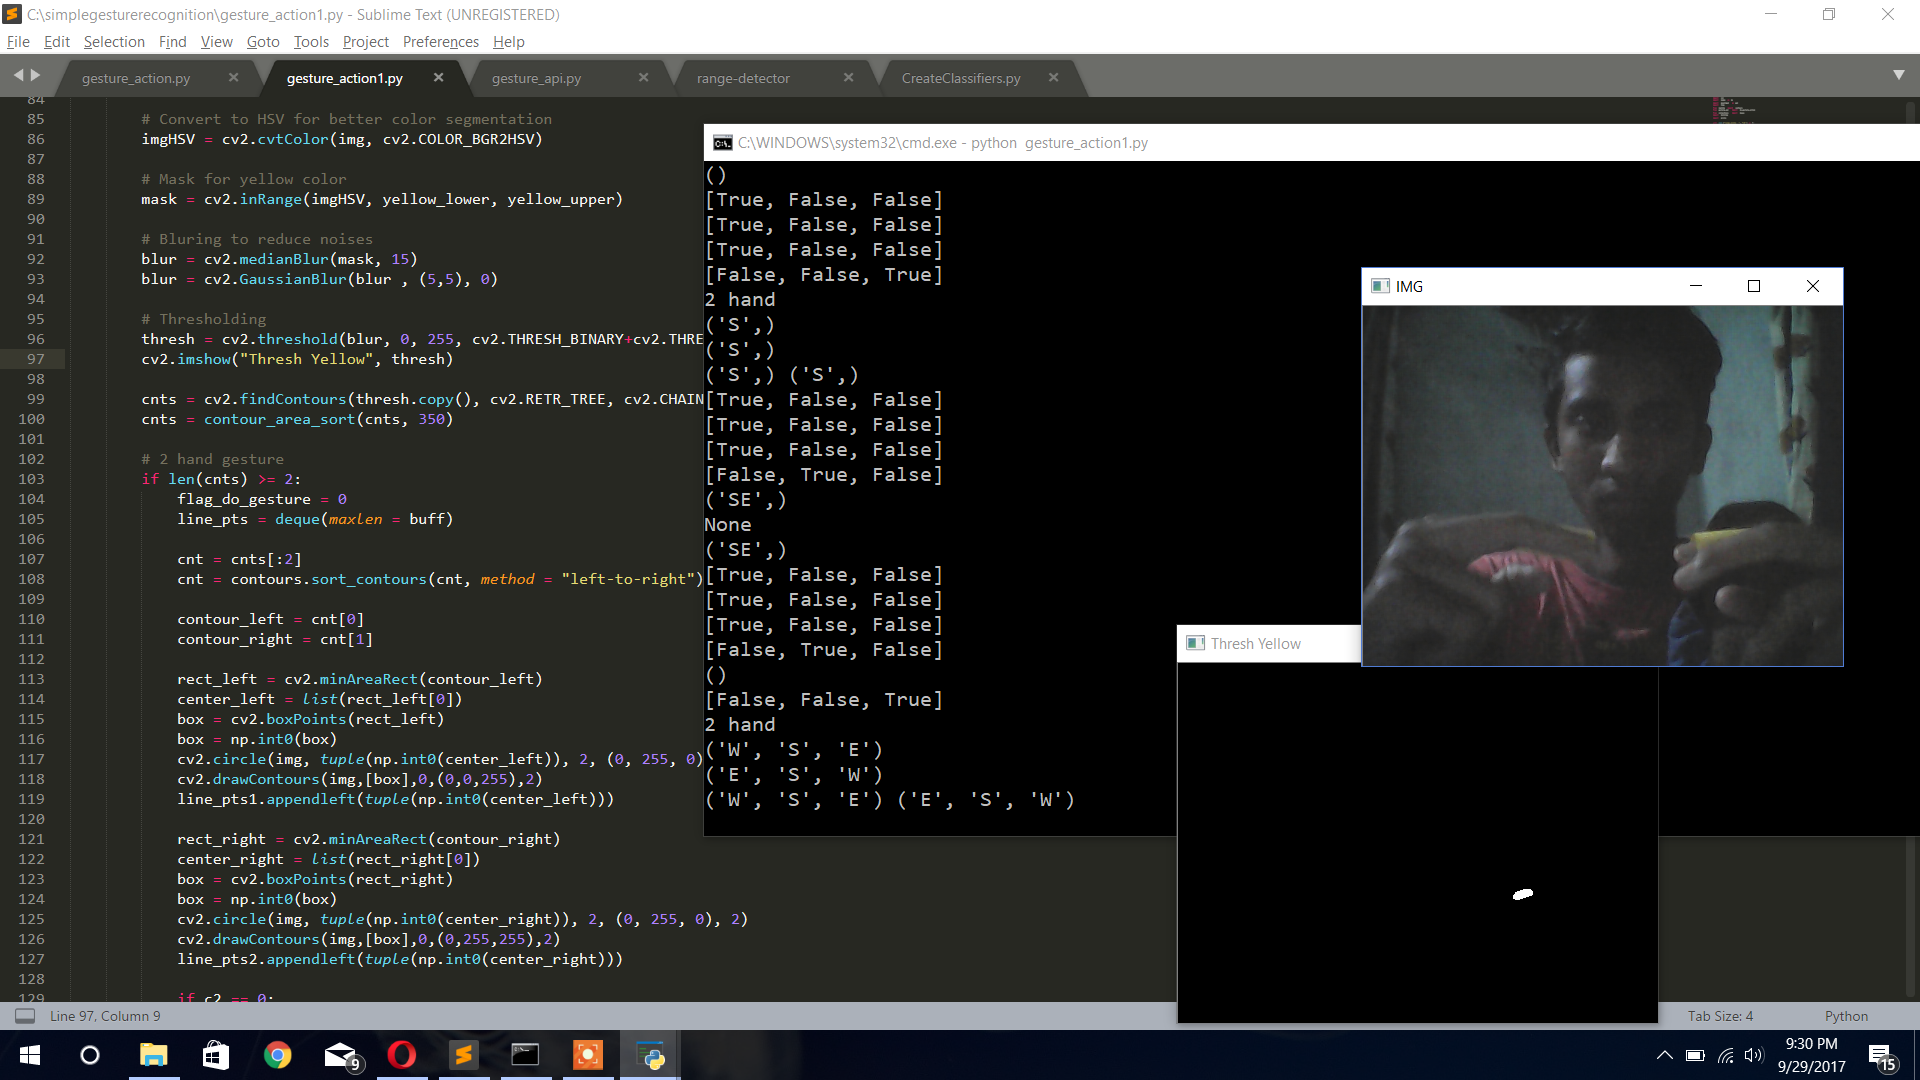 C:\simplegesturerecognition\gesture_action1.py - Sublime Text (UNREGISTERED)
File Edit Selection Find View Goto Tools Project Preferences Help
gesture_action.py gesture_action1.py gesture_api.py range-detector CreateClassifiers.py
84
85 # Convert to HSV for better color segmentation
86 imgHSV = cv2.cvtColor(img, cv2.COLOR_BGR2HSV)
87
88 # Mask for yellow color
89 mask = cv2.inRange(imgHSV, yellow_lower, yellow_upper)
90
91 # Bluring to reduce noises
92 blur = cv2.medianBlur(mask, 15)
93 blur = cv2.GaussianBlur(blur , (5,5), 0)
94
95 # Thresholding
96 thresh = cv2.threshold(blur, 0, 255, cv2.THRESH_BINARY+cv2.THRE
97 cv2.imshow("Thresh Yellow", thresh)
98
99 cnts = cv2.findContours(thresh.copy(), cv2.RETR_TREE, cv2.CHAIN
100 cnts = contour_area_sort(cnts, 350)
101
102 # 2 hand gesture
103 if len(cnts) >= 2:
104 flag_do_gesture = 0
105 line_pts = deque(maxlen = buff)
106
107 cnt = cnts[:2]
108 cnt = contours.sort_contours(cnt, method = "left-to-right")
109
110 contour_left = cnt[0]
111 contour_right = cnt[1]
112
113 rect_left = cv2.minAreaRect(contour_left)
114 center_left = list(rect_left[0])
115 box = cv2.boxPoints(rect_left)
116 box = np.int0(box)
117 cv2.circle(img, tuple(np.int0(center_left)), 2, (0, 255, 0)
118 cv2.drawContours(img,[box],0,(0,0,255),2)
119 line_pts1.appendleft(tuple(np.int0(center_left)))
120
121 rect_right = cv2.minAreaRect(contour_right)
122 center_right = list(rect_right[0])
123 box = cv2.boxPoints(rect_right)
124 box = np.int0(box)
125 cv2.circle(img, tuple(np.int0(center_right)), 2, (0, 255, 0), 2)
126 cv2.drawContours(img,[box],0,(0,255,255),2)
127 line_pts2.appendleft(tuple(np.int0(center_right)))
128
129 if c2 == 0:
C:\WINDOWS\system32\cmd.exe - python gesture_action1.py
()
[True, False, False]
[True, False, False]
[True, False, False]
[False, False, True]
2 hand
('S',)
('S',)
('S',) ('S',)
[True, False, False]
[True, False, False]
[True, False, False]
[False, True, False]
('SE',)
None
('SE',)
[True, False, False]
[True, False, False]
[True, False, False]
[False, True, False]
()
[False, False, True]
2 hand
('W', 'S', 'E')
('E', 'S', 'W')
('W', 'S', 'E') ('E', 'S', 'W')
IMG
Thresh Yellow
Line 97, Column 9 Tab Size: 4 Python
9
9:30 PM
9/29/2017
15